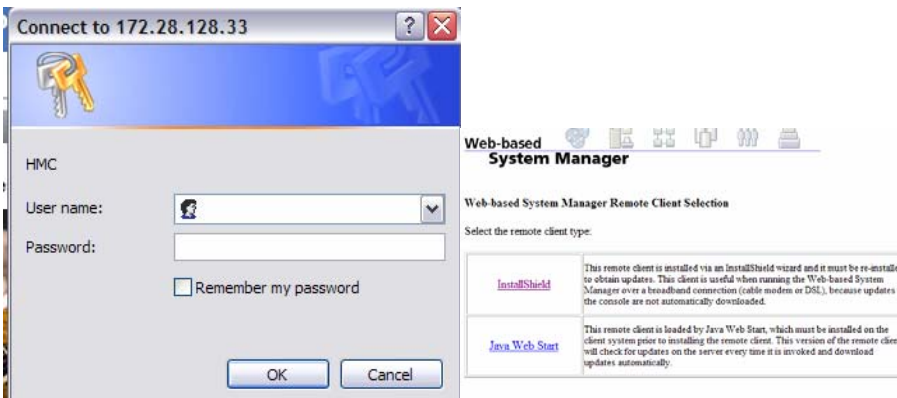 Connect to 172.28.128.33
HMC
User name:
Password:
Remember my password
OK
Cancel
Web-based
System Manager
Web-based System Manager Remote Client Selection
Select the remote client type:
InstallShield
This remote client is installed via an InstallShield wizard and it must be re-installe
to obtain updates. This client is useful when running the Web-based System
Manager over a broadband connection (cable modem or DSL), because updates
the console are not automatically downloaded.
Java Web Start
This remote client is loaded by Java Web Start, which must be installed on the
client system prior to installing the remote client. This version of the remote clien
will check for updates on the server every time it is invoked and download
updates automatically.